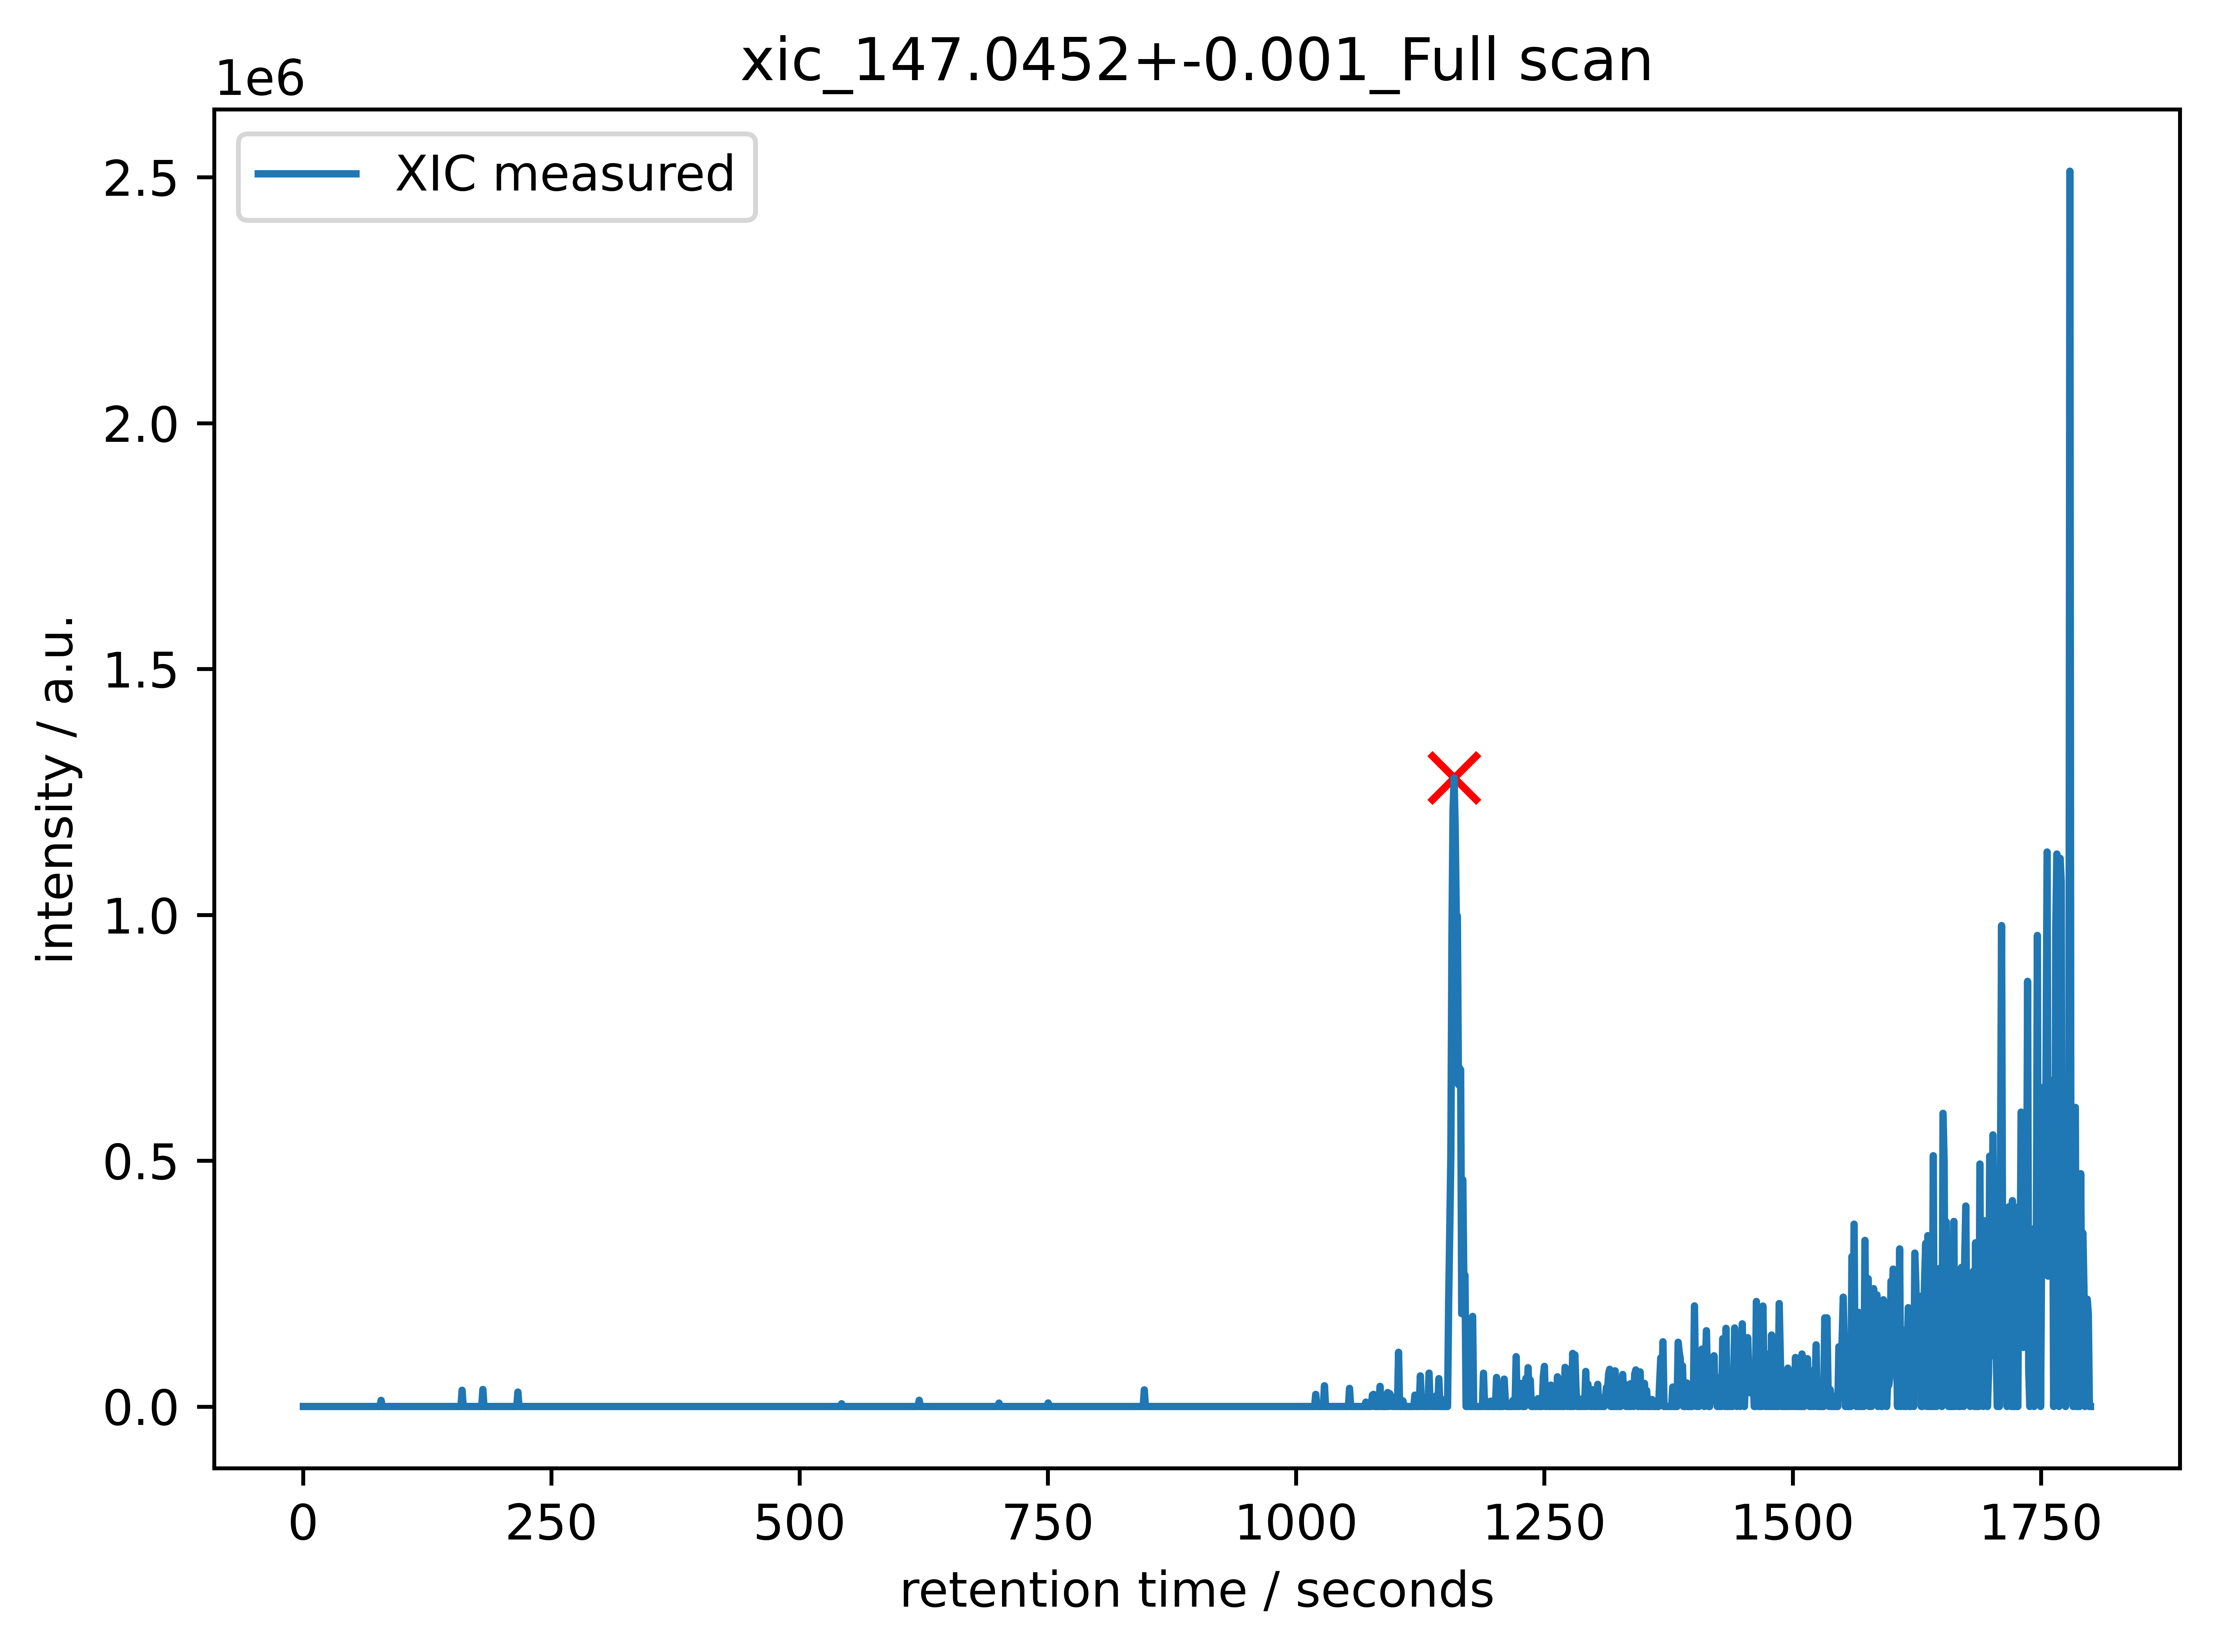 xic_147.0452+-0.001_Full scan
1e6
XIC measured
2.5
2.0
1.5
1.0
0.5
0.0
intensity / a.u.
0 250 500 750 1000 1250 1500 1750
retention time / seconds